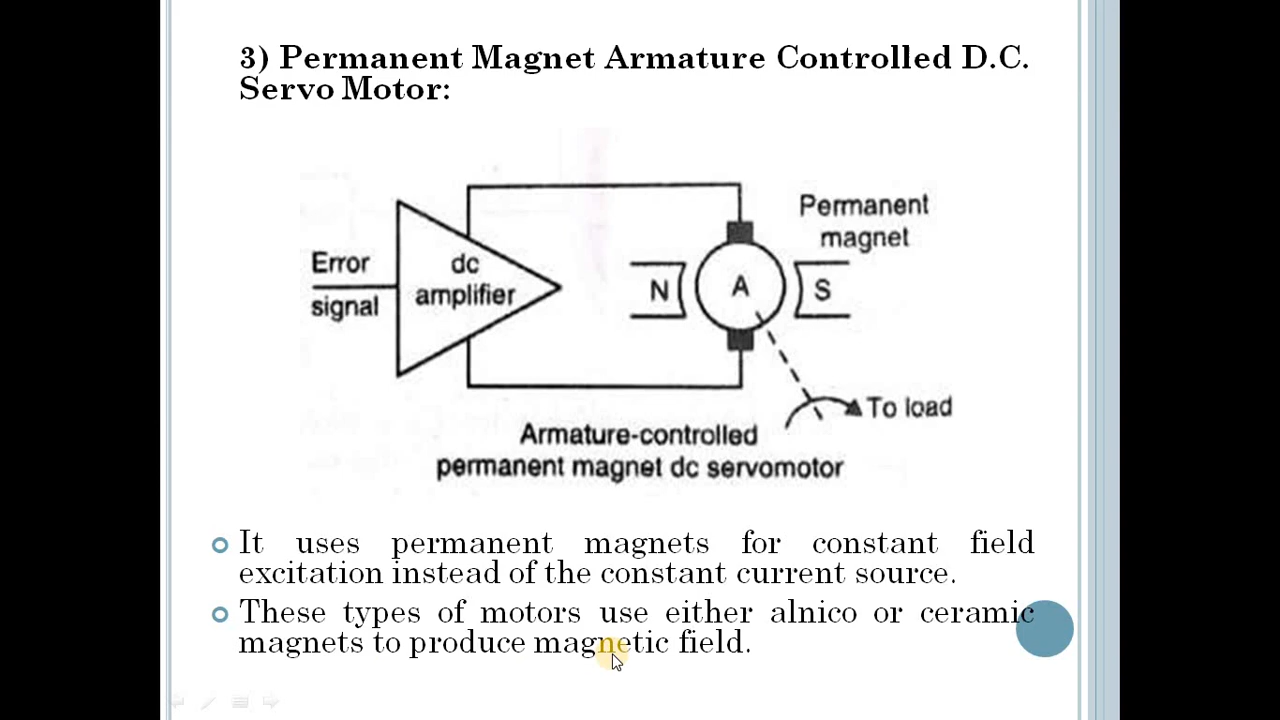 3) Permanent Magnet Armature Controlled D.C.
Servo Motor:
Permanent
magnet
Error
signal
dc
amplifier
N
A
S
To load
Armature-controlled
permanent magnet dc servomotor
It uses permanent magnets for constant field
excitation instead of the constant current source.
These types of motors use either alnico or ceramic
magnets to produce magnetic field.